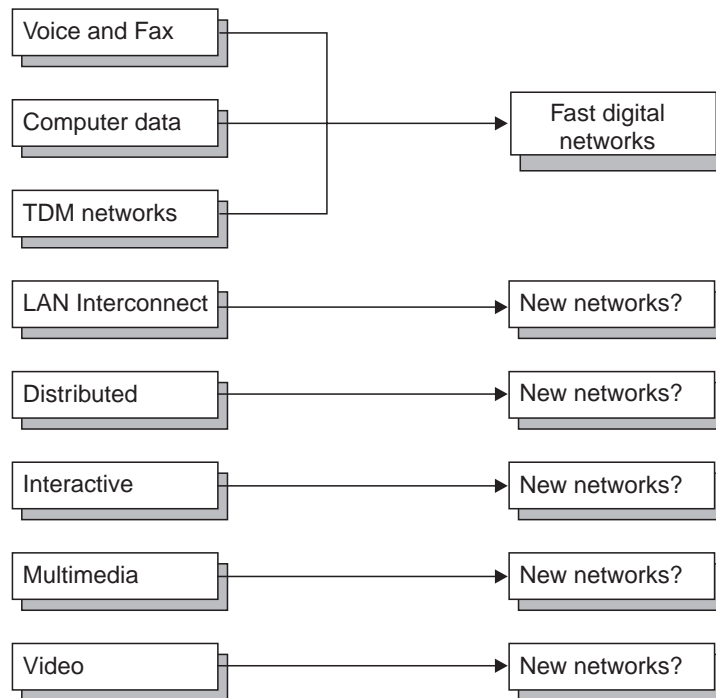 Voice and Fax
Computer data
Fast digital
networks
TDM networks
LAN Interconnect
New networks?
Distributed
New networks?
Interactive
New networks?
Multimedia
New networks?
Video
New networks?